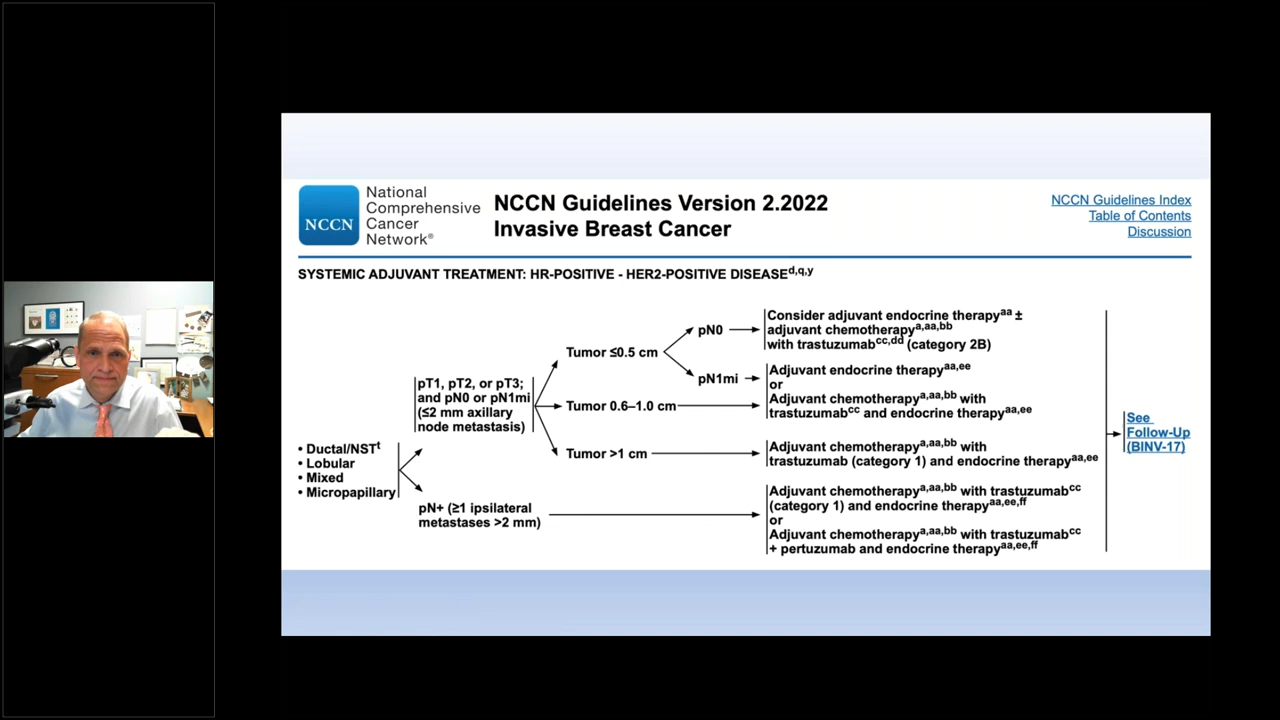 NCCN
National
Comprehensive
Cancer
Network®
NCCN Guidelines Version 2.2022
Invasive Breast Cancer
NCCN Guidelines Index
Table of Contents
Discussion
SYSTEMIC ADJUVANT TREATMENT: HR-POSITIVE - HER2-POSITIVE DISEASEd,q,y
• Ductal/NSTt
• Lobular
• Mixed
• Micropapillary
pT1, pT2, or pT3;
and pN0 or pN1mi
(≤2 mm axillary
node metastasis)
Tumor ≤0.5 cm
pN0
Consider adjuvant endocrine therapyaa ±
adjuvant chemotherapya,aa,bb
with trastuzumabcc,dd (category 2B)
pN1mi
Adjuvant endocrine therapyaa,ee
or
Adjuvant chemotherapya,aa,bb with
trastuzumabcc and endocrine therapyaa,ee
Tumor 0.6–1.0 cm
Tumor >1 cm
Adjuvant chemotherapya,aa,bb with
trastuzumab (category 1) and endocrine therapyaa,ee
pN+ (≥1 ipsilateral
metastases >2 mm)
Adjuvant chemotherapya,aa,bb with trastuzumabcc
(category 1) and endocrine therapyaa,ee,ff
or
Adjuvant chemotherapya,aa,bb with trastuzumabcc
+ pertuzumab and endocrine therapyaa,ee,ff
See
Follow-Up
(BINV-17)